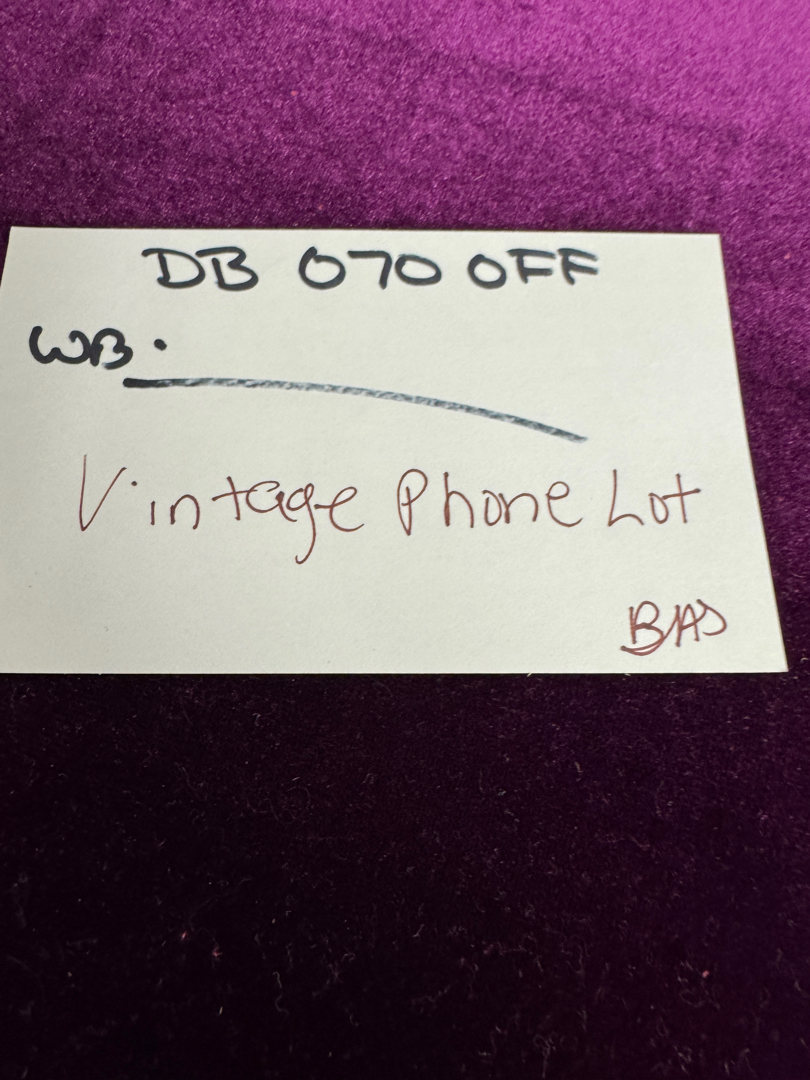 DB 070 OFF
WB.
Vintage Phone Lot
BAS